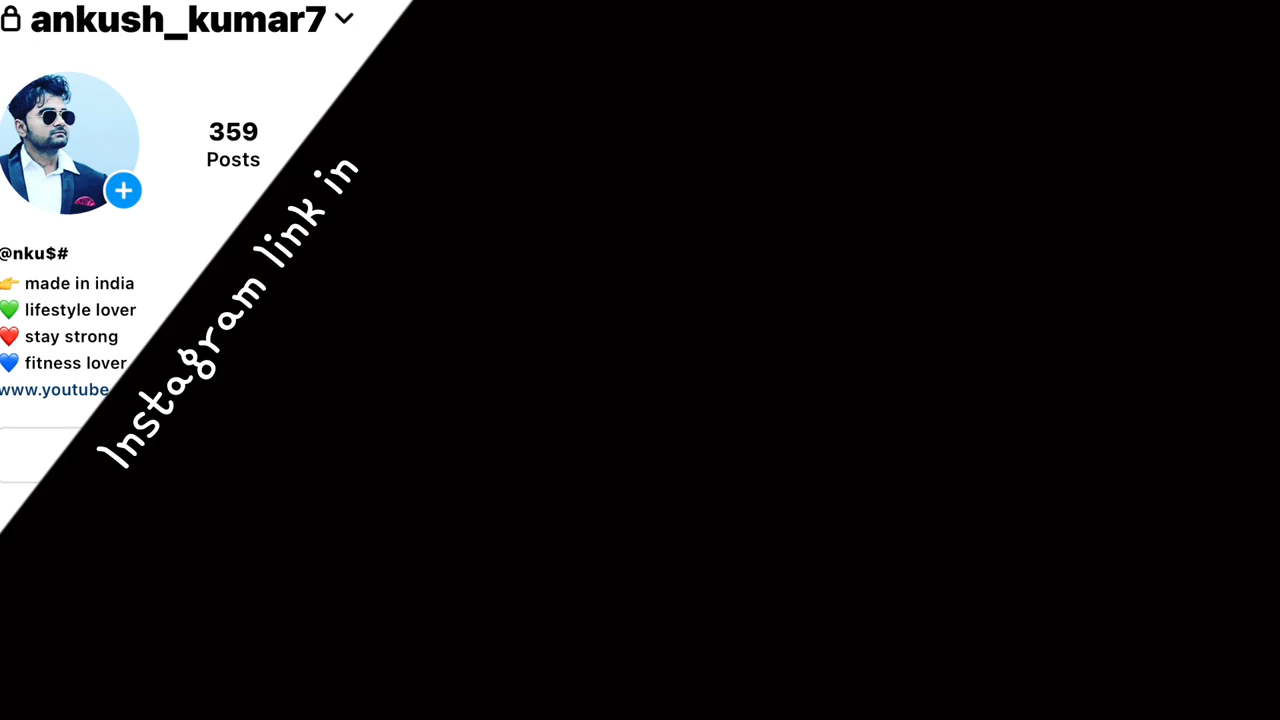 ankush_kumar7
359
Posts
@nku$#
👉 made in india
💚 lifestyle lover
❤️ stay strong
💙 fitness lover
www.youtube
Instagram link in